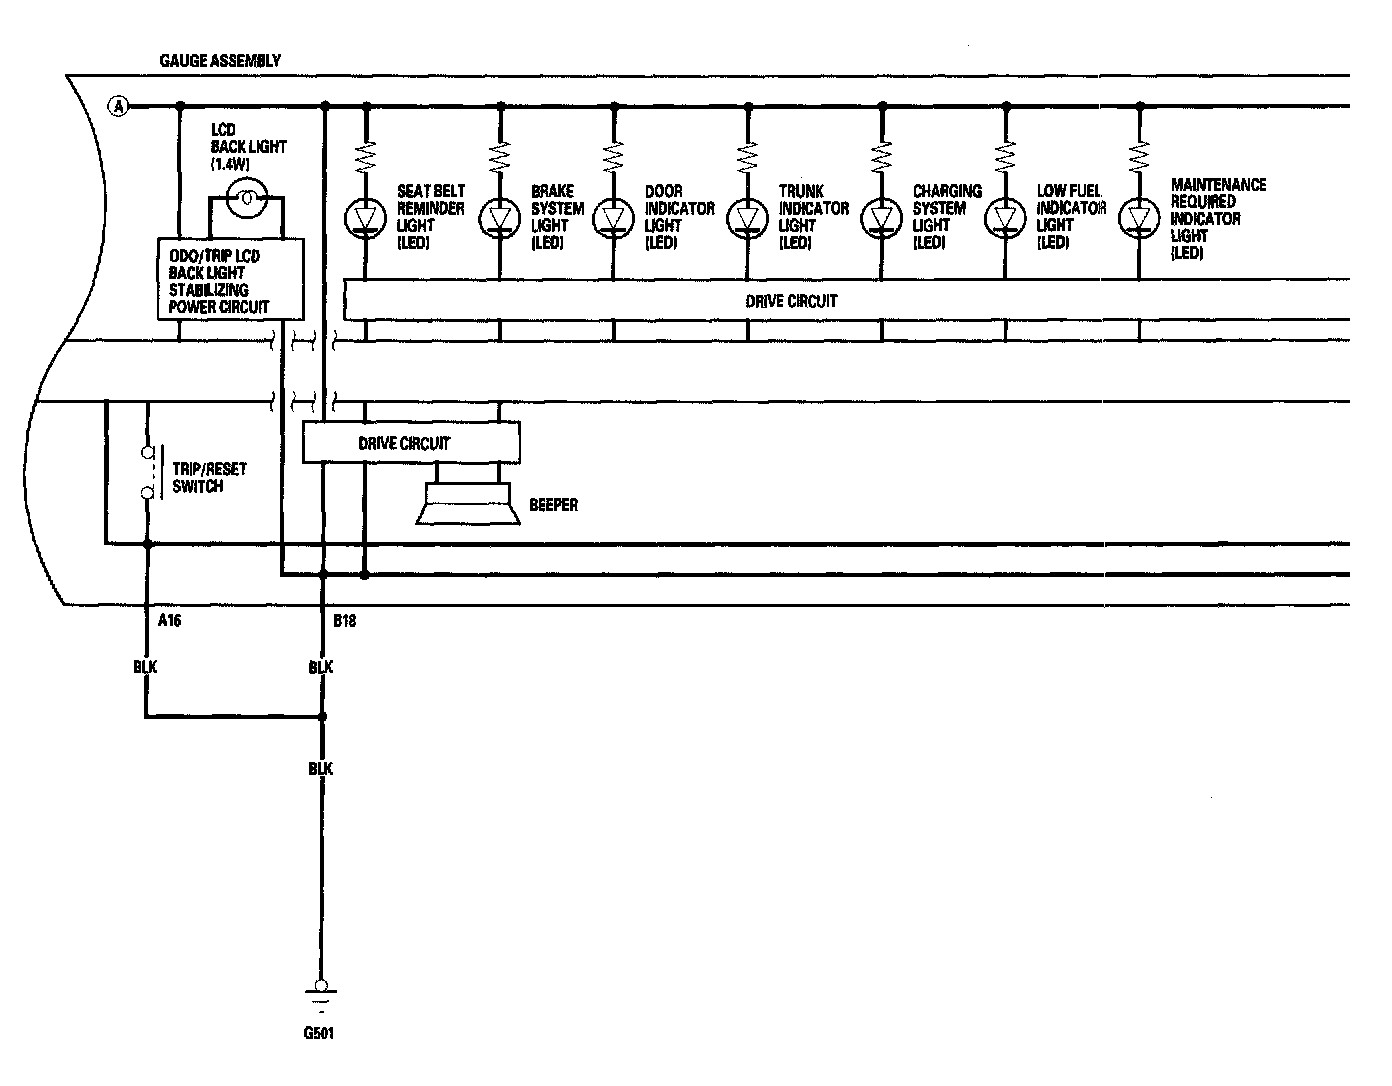 GAUGE ASSEMBLY
A
LCD
BACK LIGHT
(1.4W)
SEAT BELT
REMINDER
LIGHT
(LED)
BRAKE
SYSTEM
LIGHT
(LED)
DOOR
INDICATOR
LIGHT
(LED)
TRUNK
INDICATOR
LIGHT
(LED)
CHARGING
SYSTEM
LIGHT
(LED)
LOW FUEL
INDICATOR
LIGHT
(LED)
MAINTENANCE
REQUIRED
INDICATOR
LIGHT
(LED)
ODO/TRIP LCD
BACK LIGHT
STABILIZING
POWER CIRCUIT
DRIVE CIRCUIT
DRIVE CIRCUIT
TRIP/RESET
SWITCH
BEEPER
A16
B18
BLK
BLK
BLK
G501